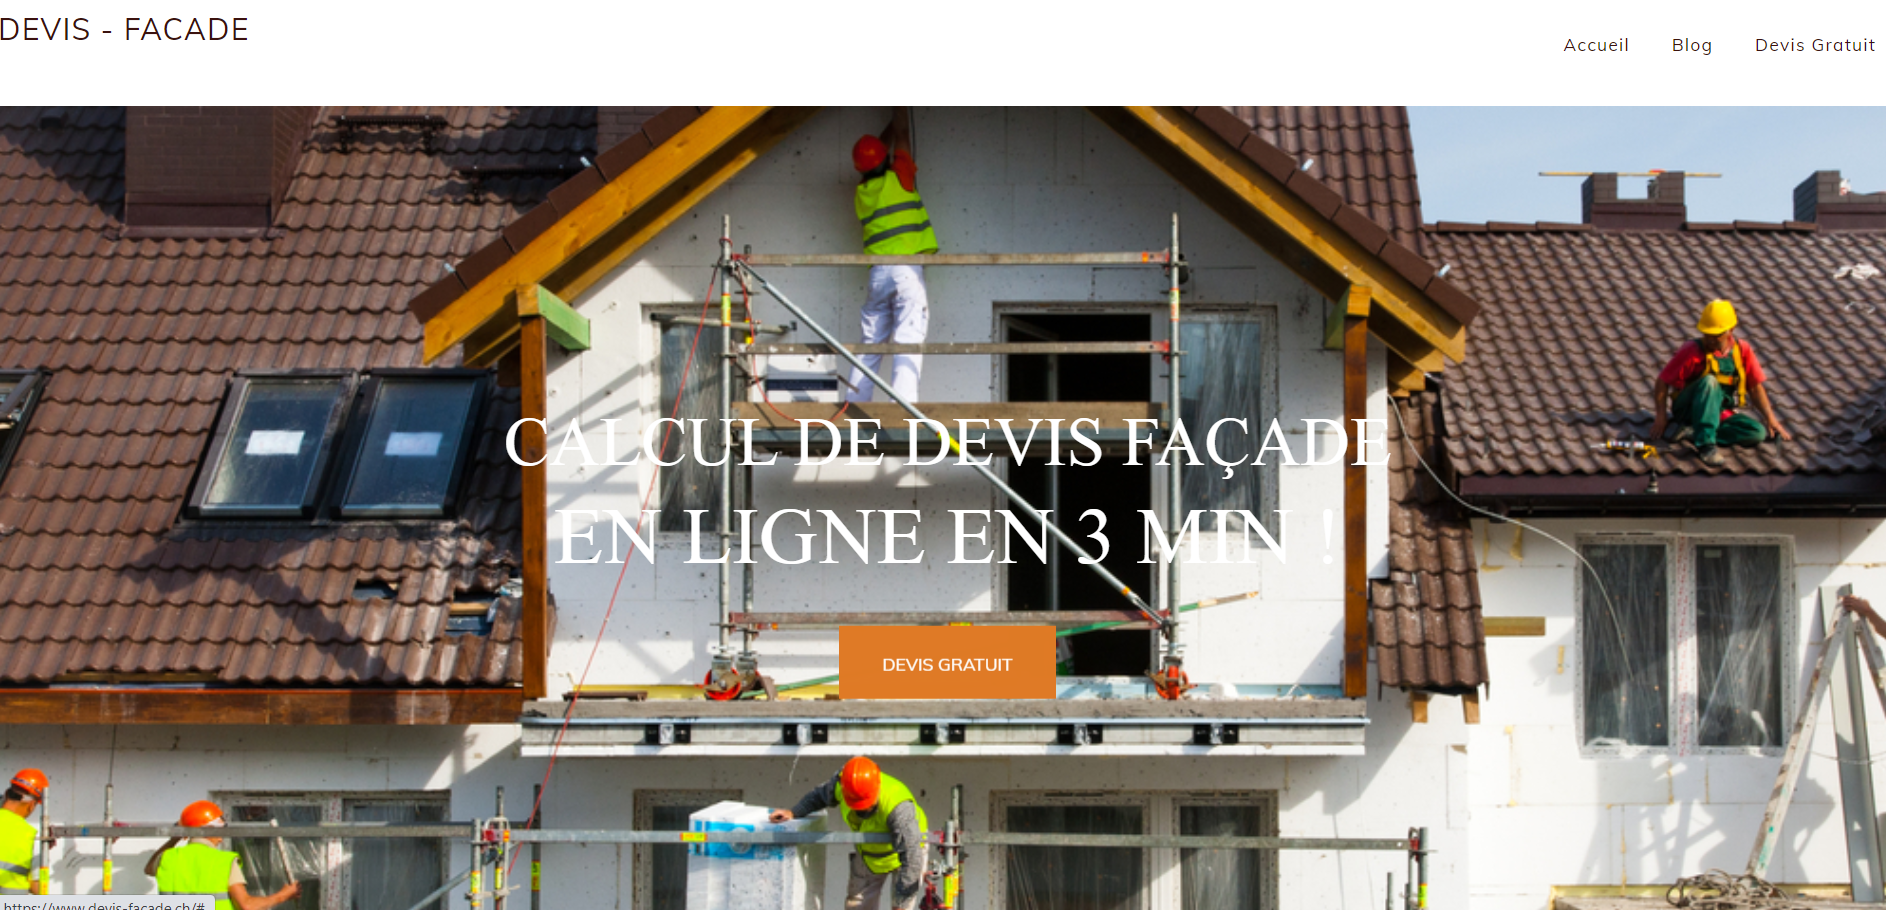 DEVIS - FACADE
Accueil
Blog
Devis Gratuit
CALCUL DE DEVIS FAÇADE
EN LIGNE EN 3 MIN !
DEVIS GRATUIT
https://www.devis-facade.ch/#